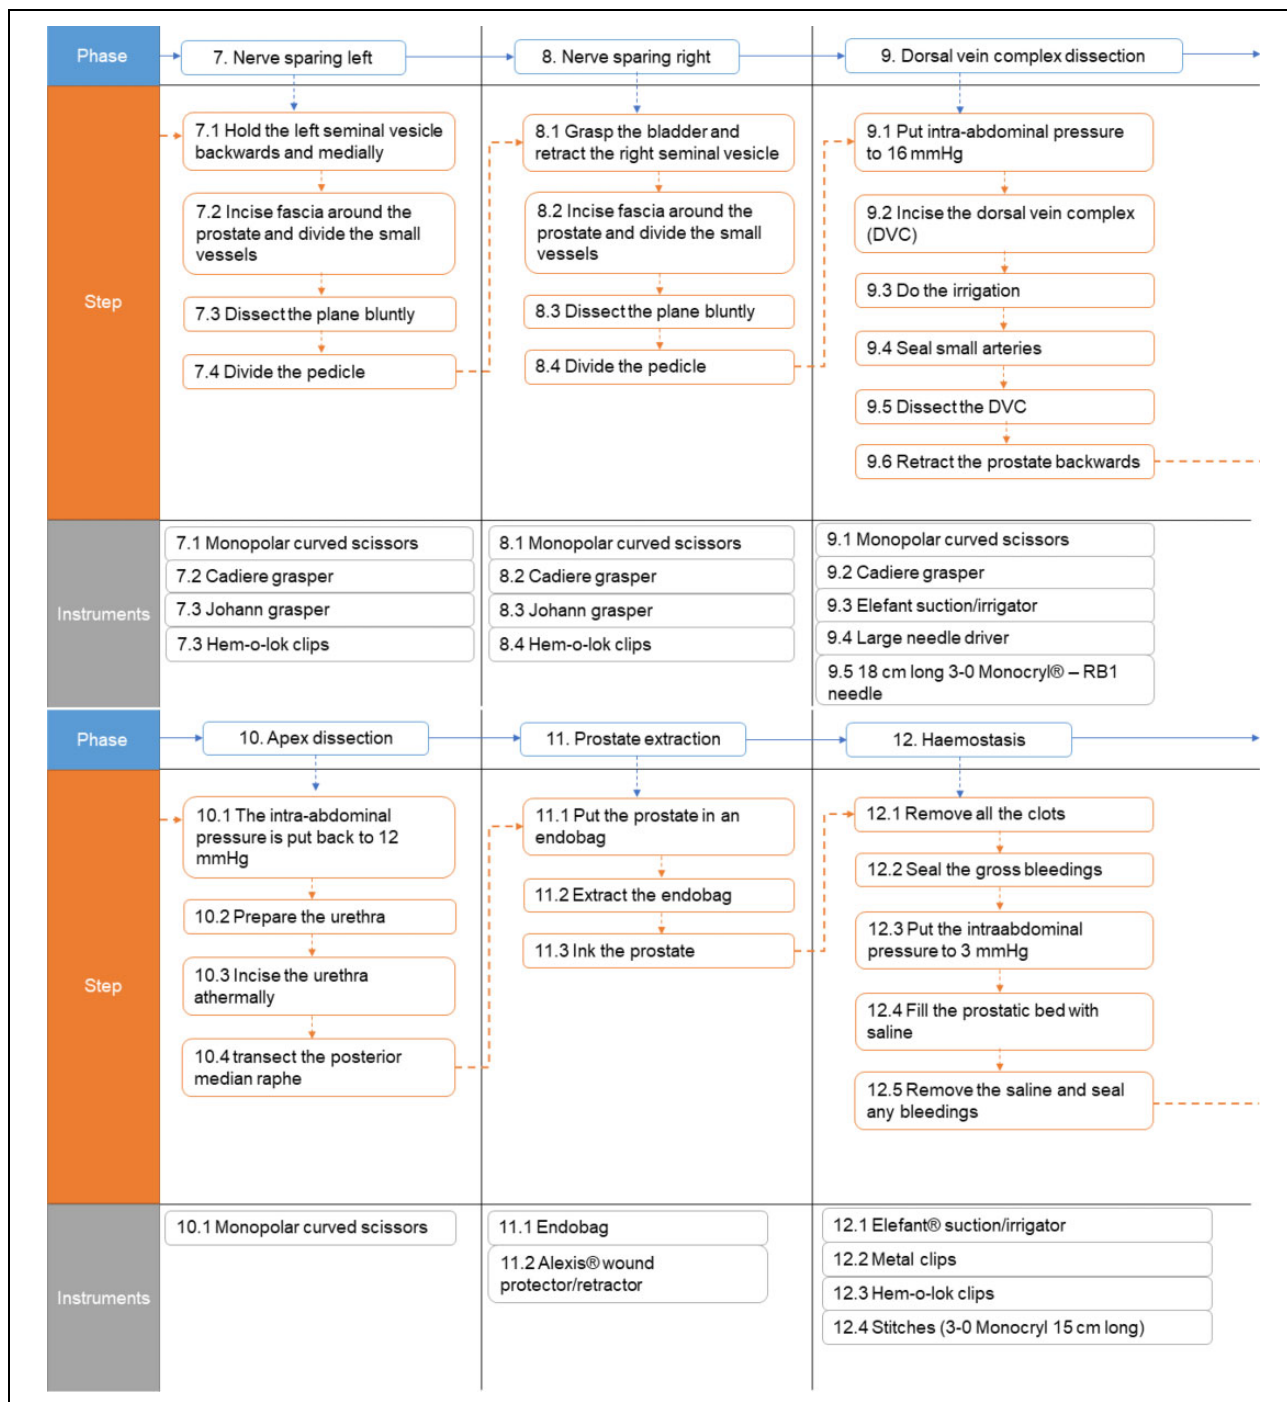 Phase
7. Nerve sparing left
8. Nerve sparing right
9. Dorsal vein complex dissection
Step
7.1 Hold the left seminal vesicle
backwards and medially
7.2 Incise fascia around the
prostate and divide the small
vessels
7.3 Dissect the plane bluntly
7.4 Divide the pedicle
8.1 Grasp the bladder and
retract the right seminal vesicle
8.2 Incise fascia around the
prostate and divide the small
vessels
8.3 Dissect the plane bluntly
8.4 Divide the pedicle
9.1 Put intra-abdominal pressure
to 16 mmHg
9.2 Incise the dorsal vein complex
(DVC)
9.3 Do the irrigation
9.4 Seal small arteries
9.5 Dissect the DVC
9.6 Retract the prostate backwards
Instruments
7.1 Monopolar curved scissors
7.2 Cadiere grasper
7.3 Johann grasper
7.3 Hem-o-lok clips
8.1 Monopolar curved scissors
8.2 Cadiere grasper
8.3 Johann grasper
8.4 Hem-o-lok clips
9.1 Monopolar curved scissors
9.2 Cadiere grasper
9.3 Elefant suction/irrigator
9.4 Large needle driver
9.5 18 cm long 3-0 Monocryl® – RB1
needle
Phase
10. Apex dissection
11. Prostate extraction
12. Haemostasis
Step
10.1 The intra-abdominal
pressure is put back to 12
mmHg
10.2 Prepare the urethra
10.3 Incise the urethra
athermally
10.4 transect the posterior
median raphe
11.1 Put the prostate in an
endobag
11.2 Extract the endobag
11.3 Ink the prostate
12.1 Remove all the clots
12.2 Seal the gross bleedings
12.3 Put the intraabdominal
pressure to 3 mmHg
12.4 Fill the prostatic bed with
saline
12.5 Remove the saline and seal
any bleedings
Instruments
10.1 Monopolar curved scissors
11.1 Endobag
11.2 Alexis® wound
protector/retractor
12.1 Elefant® suction/irrigator
12.2 Metal clips
12.3 Hem-o-lok clips
12.4 Stitches (3-0 Monocryl 15 cm long)